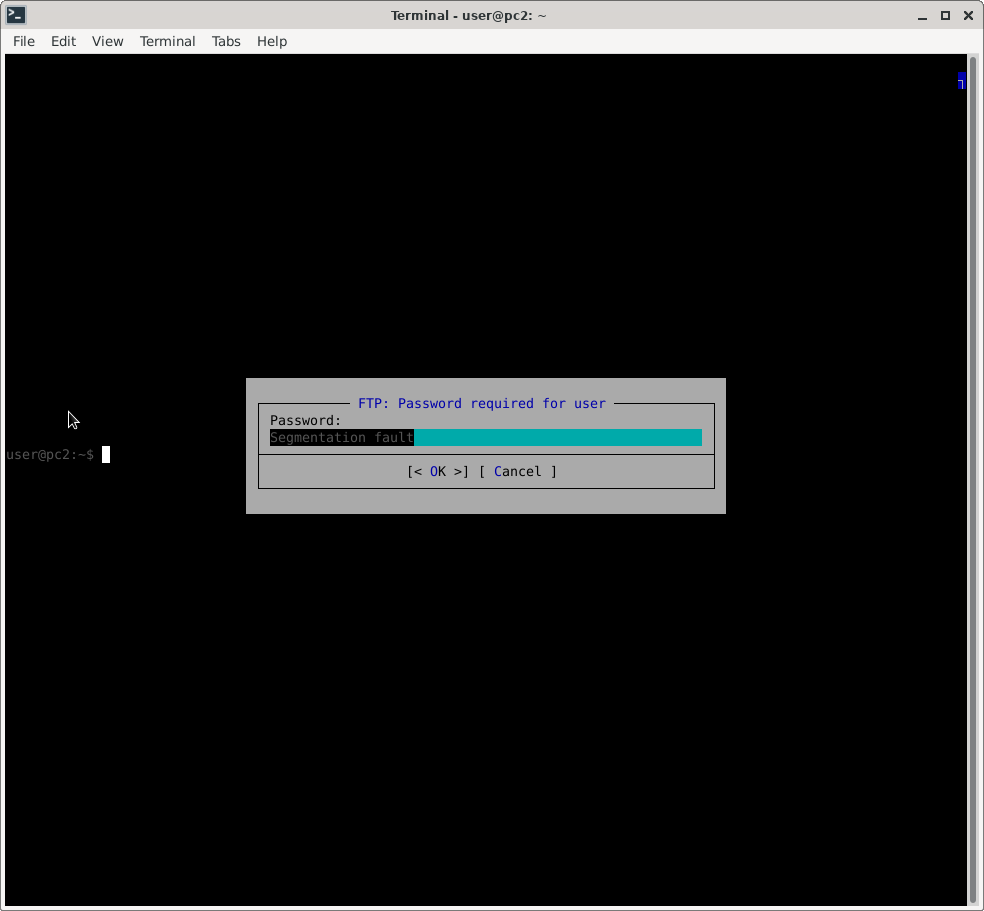 Terminal - user@pc2: ~
File Edit View Terminal Tabs Help
FTP: Password required for user
Password:
Segmentation fault
user@pc2:~$
[< OK >] [ Cancel ]